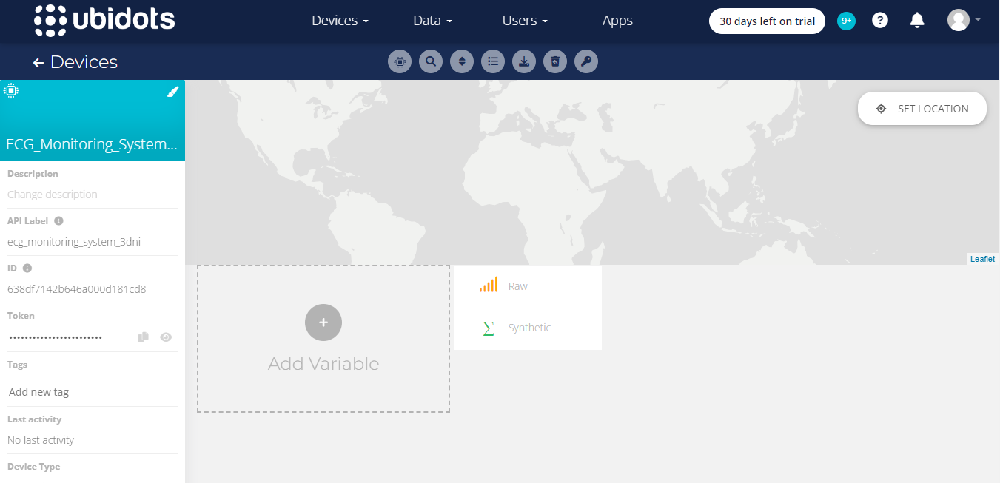 ubidots
Devices
Data
Users
Apps
30 days left on trial
9+
?
Devices
ECG_Monitoring_System...
SET LOCATION
Description
Change description
API Label
ecg_monitoring_system_3dni
ID
638df7142b646a000d181cd8
Token
••••••••••••••••••••••••
Tags
Add new tag
Last activity
No last activity
Device Type
Leaflet
Raw
Synthetic
+
Add Variable